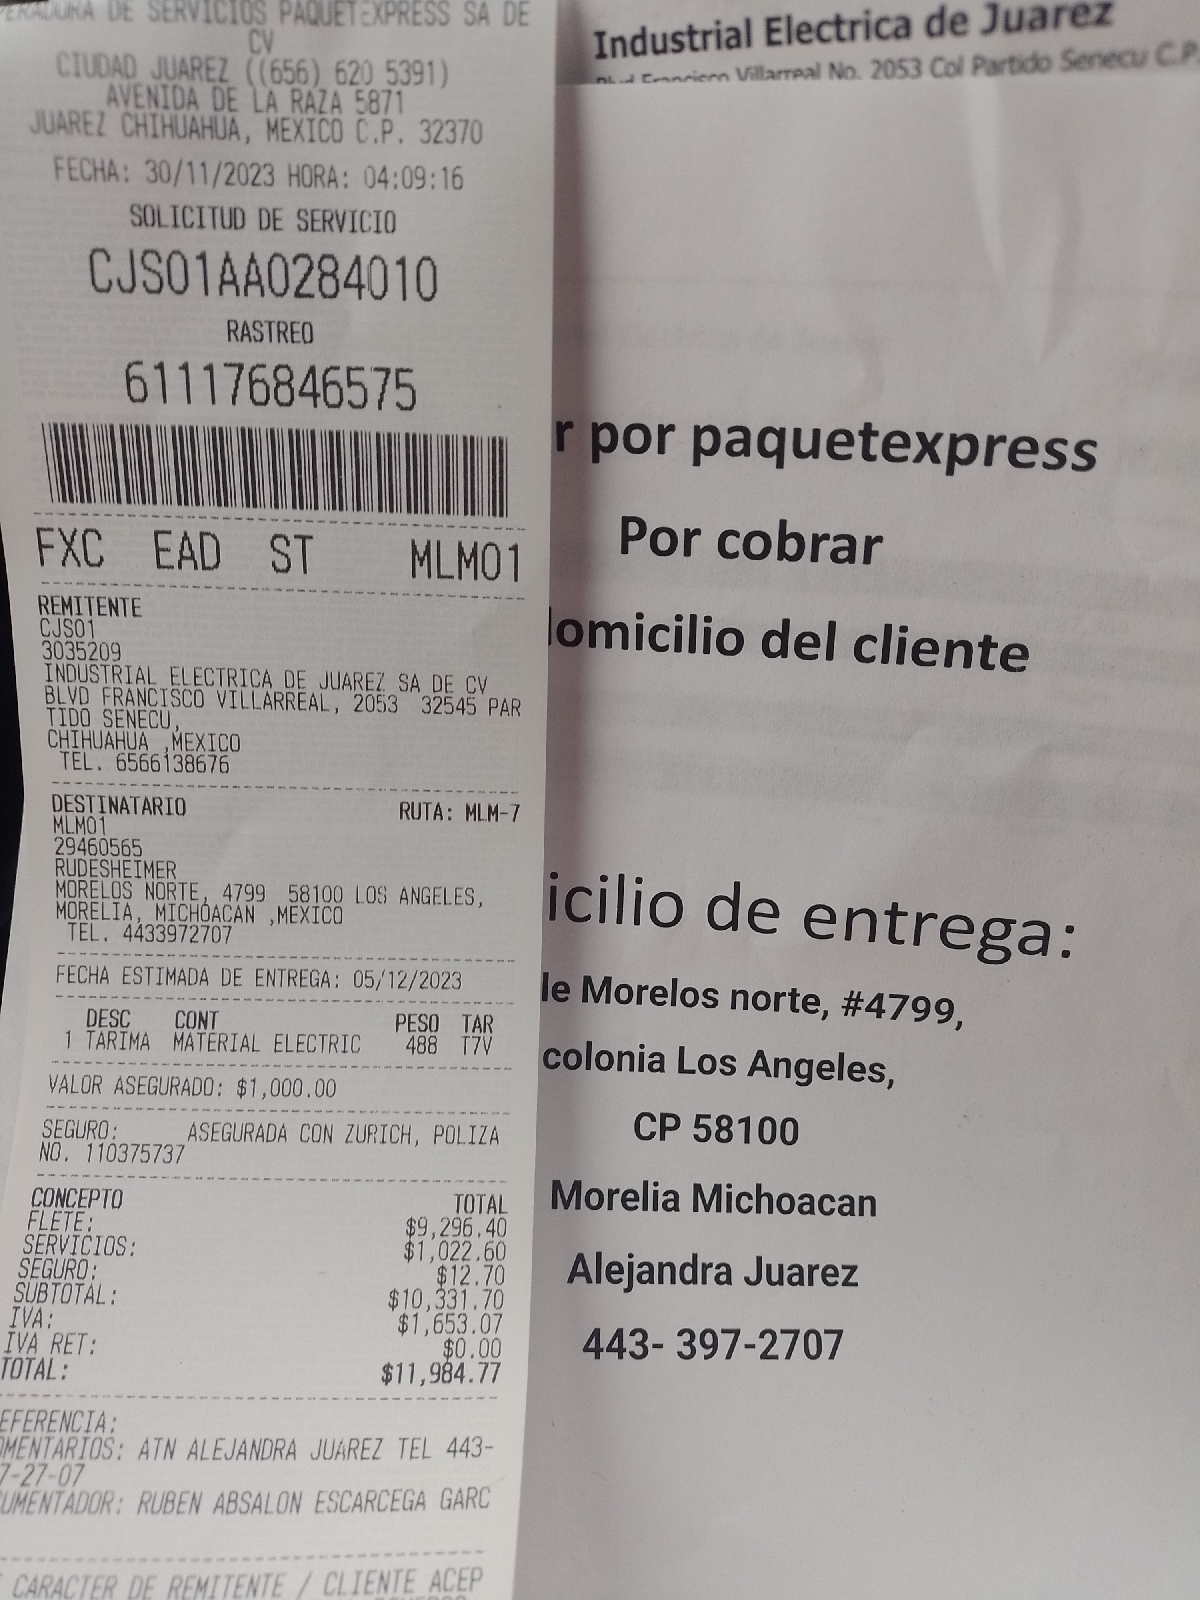 DE SERVICIOS PAQUETEXPRESS SA DE
CV
CIUDAD JUAREZ ((656) 620 5391)
AVENIDA DE LA RAZA 5871
JUAREZ CHIHUAHUA, MEXICO C.P. 32370
FECHA: 30/11/2023 HORA: 04:09:16
SOLICITUD DE SERVICIO
CJS01AA0284010
RASTREO
611176846575
FXC EAD ST MLM01
REMITENTE
CJS01
3035209
INDUSTRIAL ELECTRICA DE JUAREZ SA DE CV
BLVD FRANCISCO VILLARREAL, 2053 32545 PAR
TIDO SENECU,
CHIHUAHUA ,MEXICO
TEL. 6566138676
DESTINATARIO RUTA: MLM-7
MLM01
29460565
RUDESHEIMER
MORELOS NORTE, 4799 58100 LOS ANGELES,
MORELIA, MICHOACAN ,MEXICO
TEL. 4433972707
FECHA ESTIMADA DE ENTREGA: 05/12/2023
DESC CONT PESO TAR
1 TARIMA MATERIAL ELECTRIC 488 T7V
VALOR ASEGURADO: $1,000.00
SEGURO: ASEGURADA CON ZURICH, POLIZA
NO. 110375737
CONCEPTO TOTAL
FLETE: $9,296.40
SERVICIOS: $1,022.60
SEGURO: $12.70
SUBTOTAL: $10,331.70
IVA: $1,653.07
IVA RET: $0.00
TOTAL: $11,984.77
EFERENCIA:
OMENTARIOS: ATN ALEJANDRA JUAREZ TEL 443-
7-27-07
UMENTADOR: RUBEN ABSALON ESCARCEGA GARC
CARACTER DE REMITENTE / CLIENTE ACEP
Industrial Electrica de Juarez
Blvd Francisco Villarreal No. 2053 Col Partido Senecu C.P.
r por paquetexpress
Por cobrar
omicilio del cliente
icilio de entrega:
le Morelos norte, #4799,
colonia Los Angeles,
CP 58100
Morelia Michoacan
Alejandra Juarez
443- 397-2707